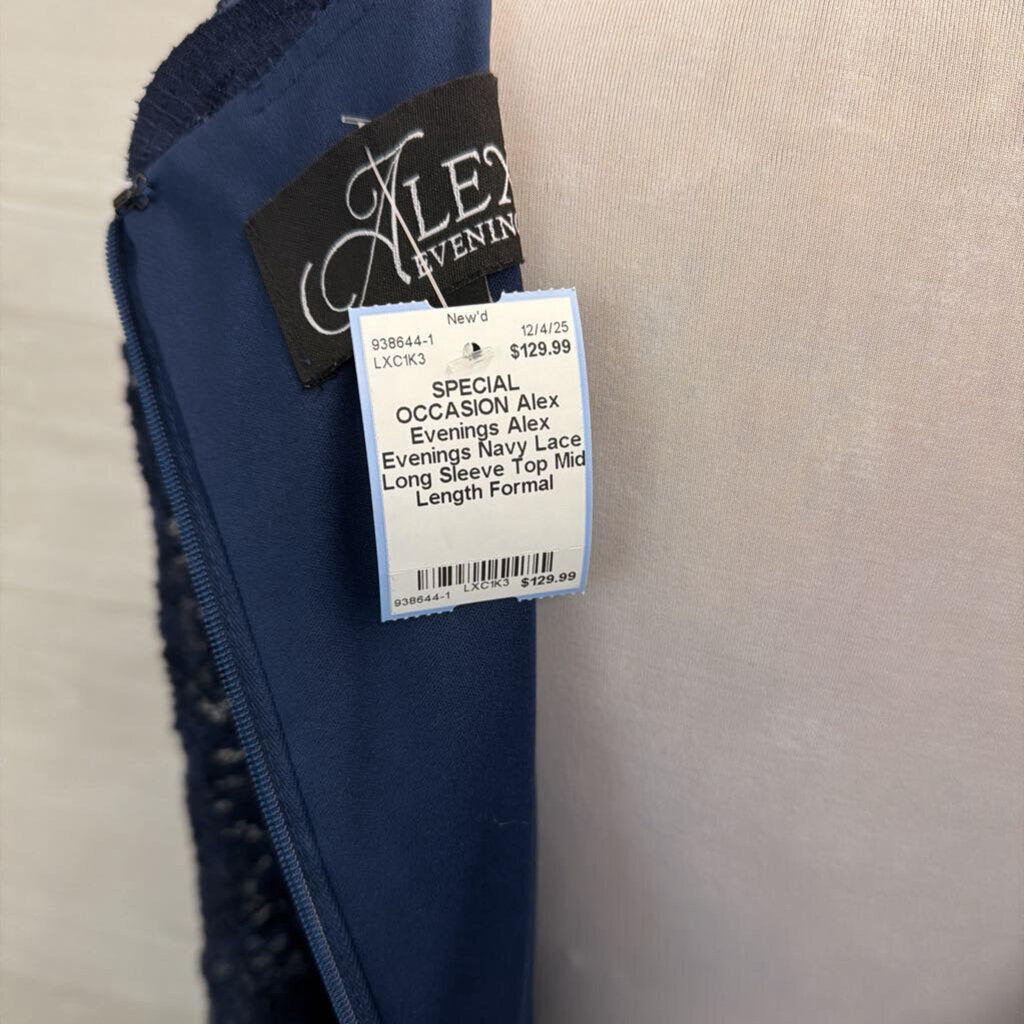 ALEX
EVENIN
New'd
938644-1 12/4/25
LXC1K3 $129.99
SPECIAL
OCCASION Alex
Evenings Alex
Evenings Navy Lace
Long Sleeve Top Mid
Length Formal
938644-1 LXC1K3 $129.99